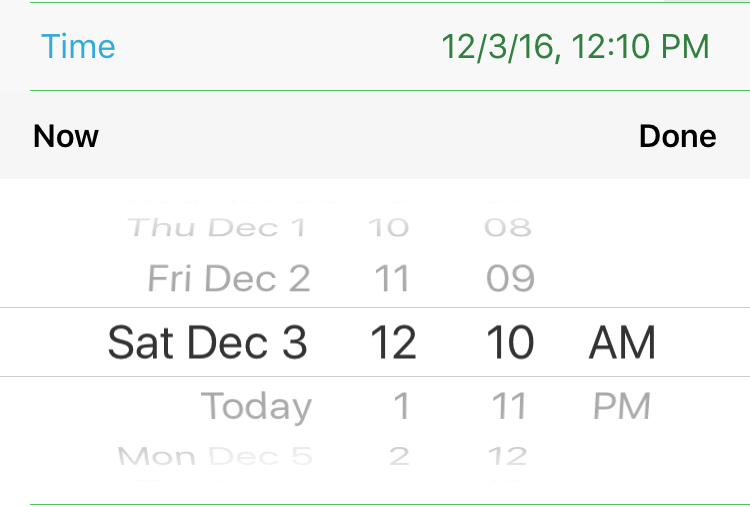 Time 12/3/16, 12:10 PM
Now Done
Thu Dec 1 10 08
Fri Dec 2 11 09
Sat Dec 3 12 10 AM
Today 1 11 PM
Mon Dec 5 2 12